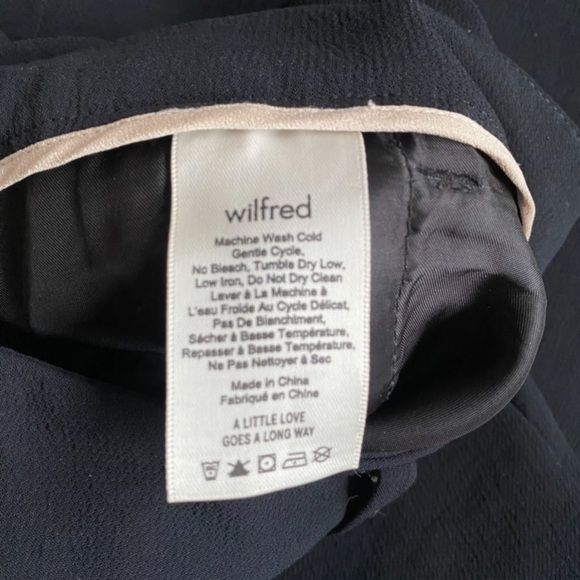 wilfred
Machine Wash Cold
Gentle Cycle,
No Bleach, Tumble Dry Low,
Low Iron, Do Not Dry Clean
Laver à La Machine à
L'eau Froide Au Cycle Délicat,
Pas De Blanchiment,
Sécher à Basse Température,
Repasser à Basse Température,
Ne Pas Nettoyer à Sec
Made in China
Fabriqué en Chine
A LITTLE LOVE
GOES A LONG WAY